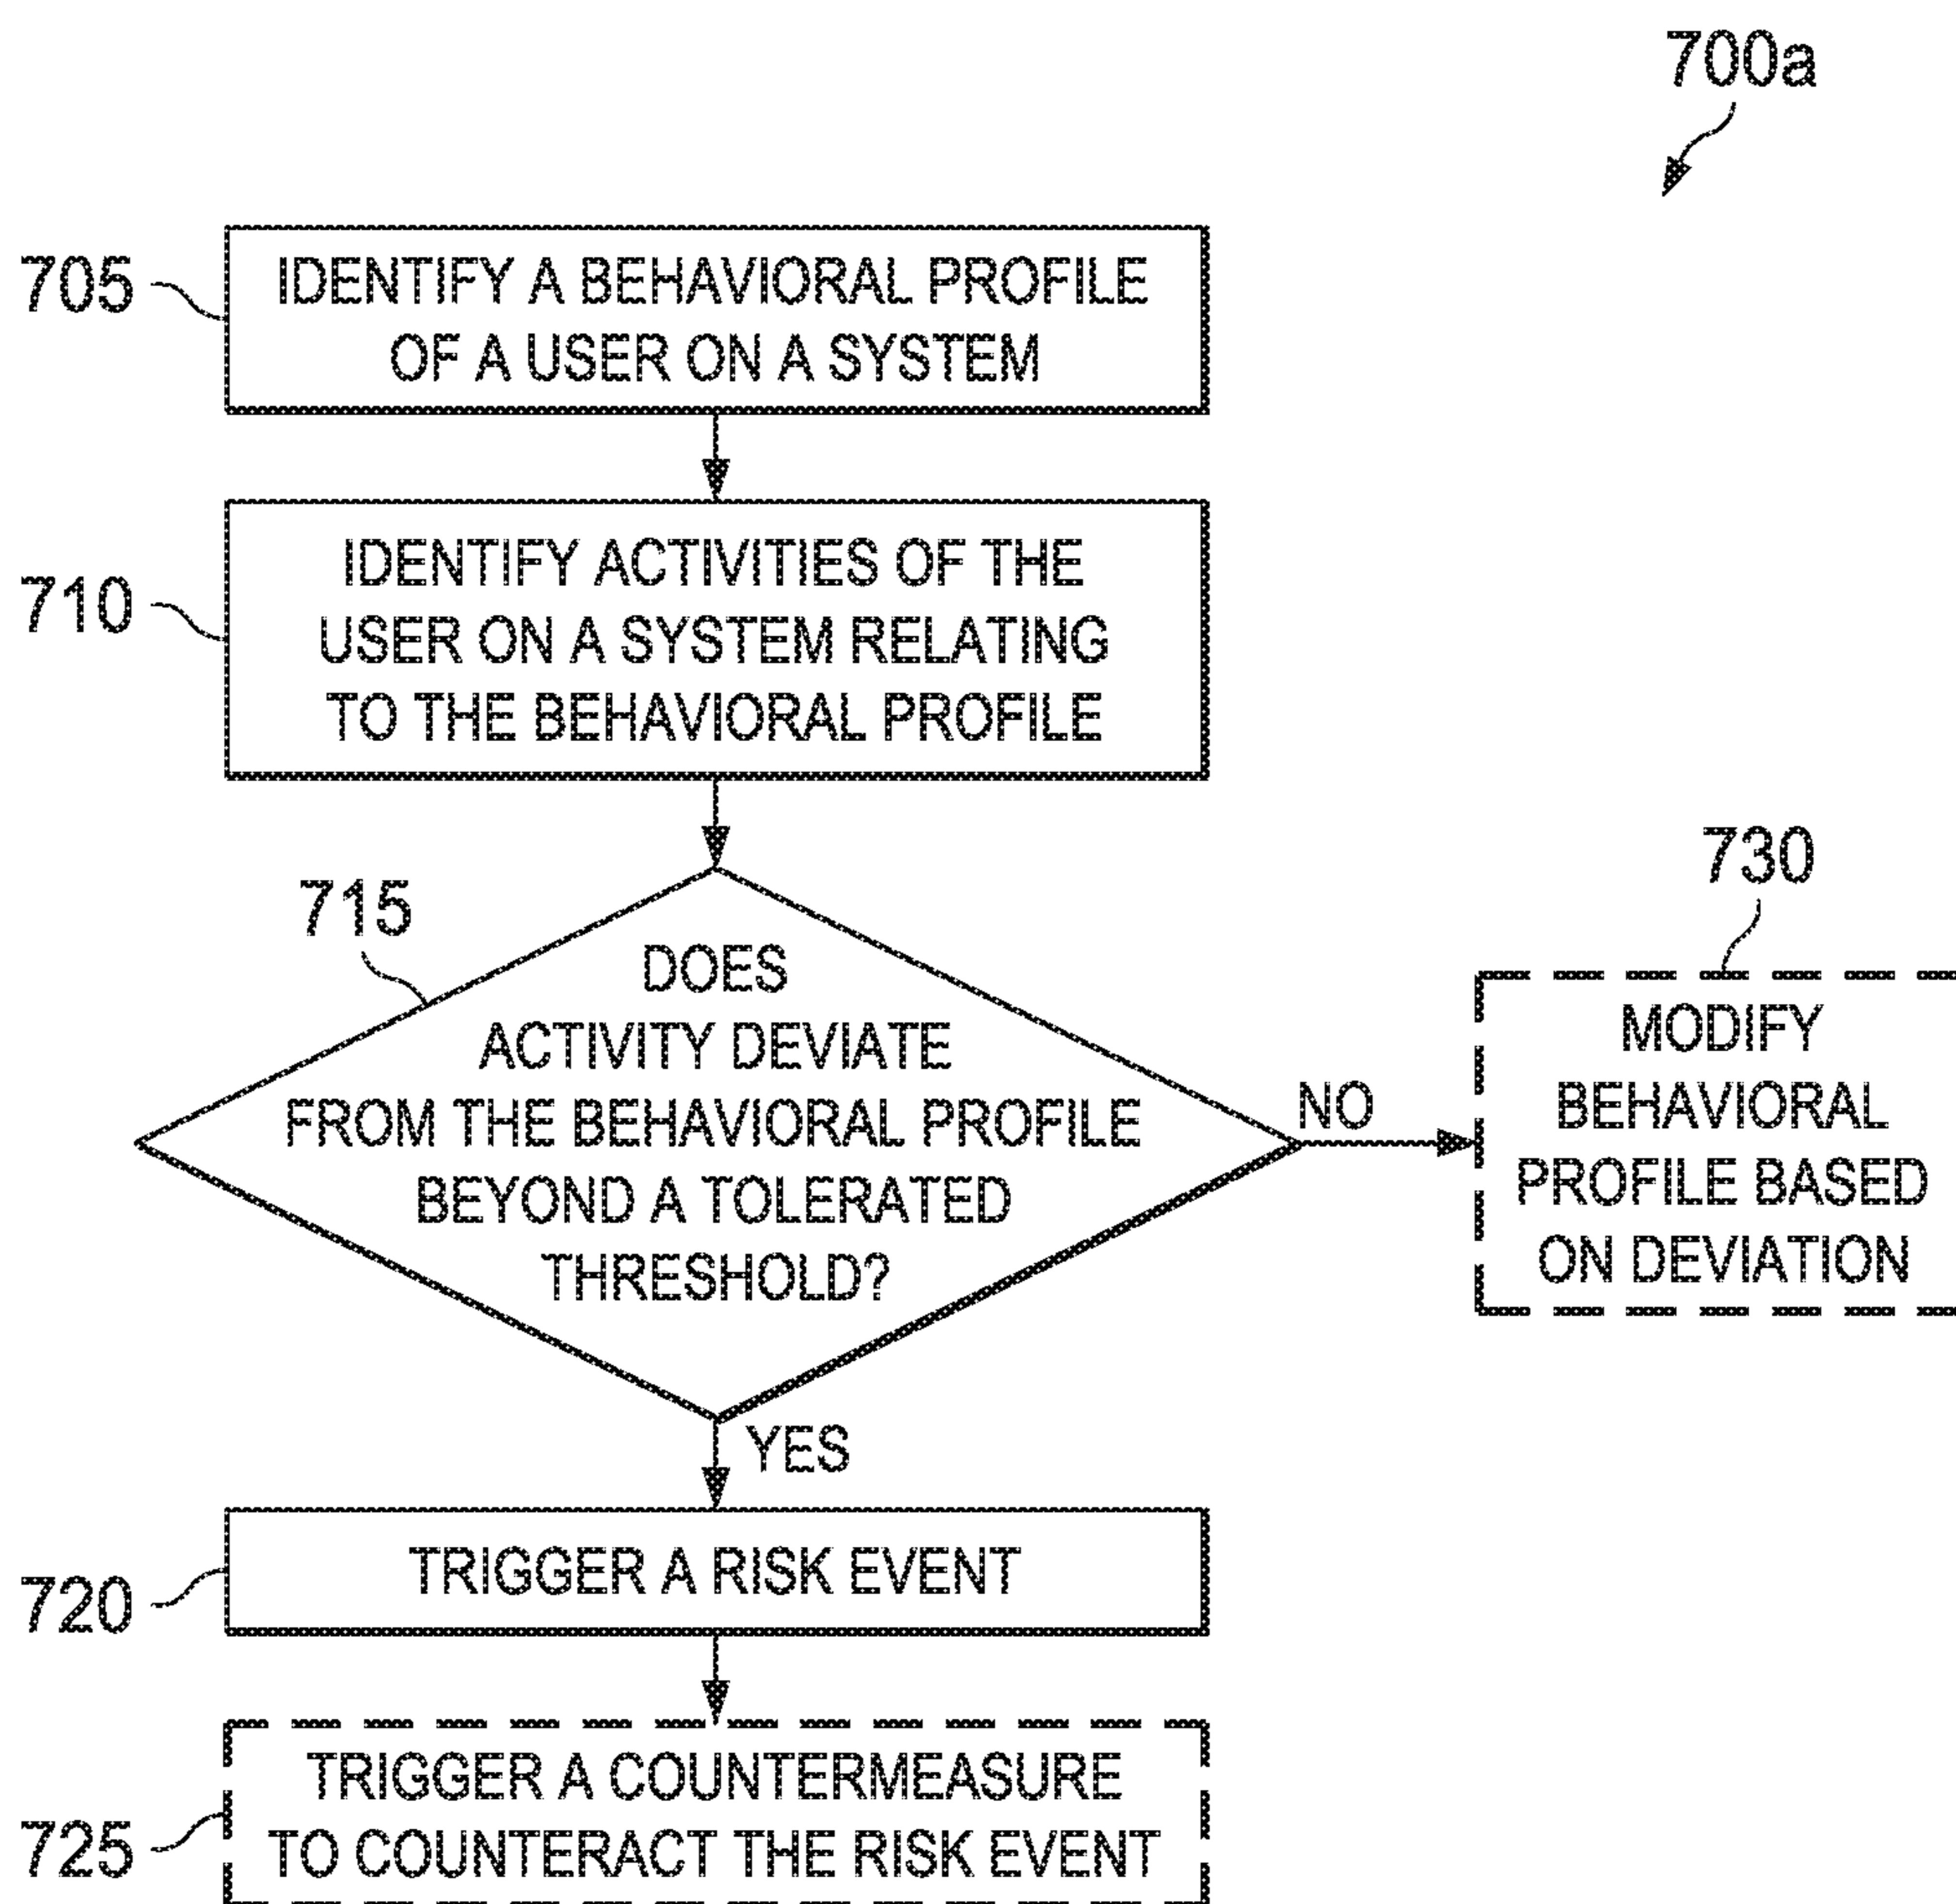 700a
705
IDENTIFY A BEHAVIORAL PROFILE
OF A USER ON A SYSTEM
710
IDENTIFY ACTIVITIES OF THE
USER ON A SYSTEM RELATING
TO THE BEHAVIORAL PROFILE
715
DOES
ACTIVITY DEVIATE
FROM THE BEHAVIORAL PROFILE
BEYOND A TOLERATED
THRESHOLD?
NO
730
MODIFY
BEHAVIORAL
PROFILE BASED
ON DEVIATION
YES
720
TRIGGER A RISK EVENT
725
TRIGGER A COUNTERMEASURE
TO COUNTERACT THE RISK EVENT